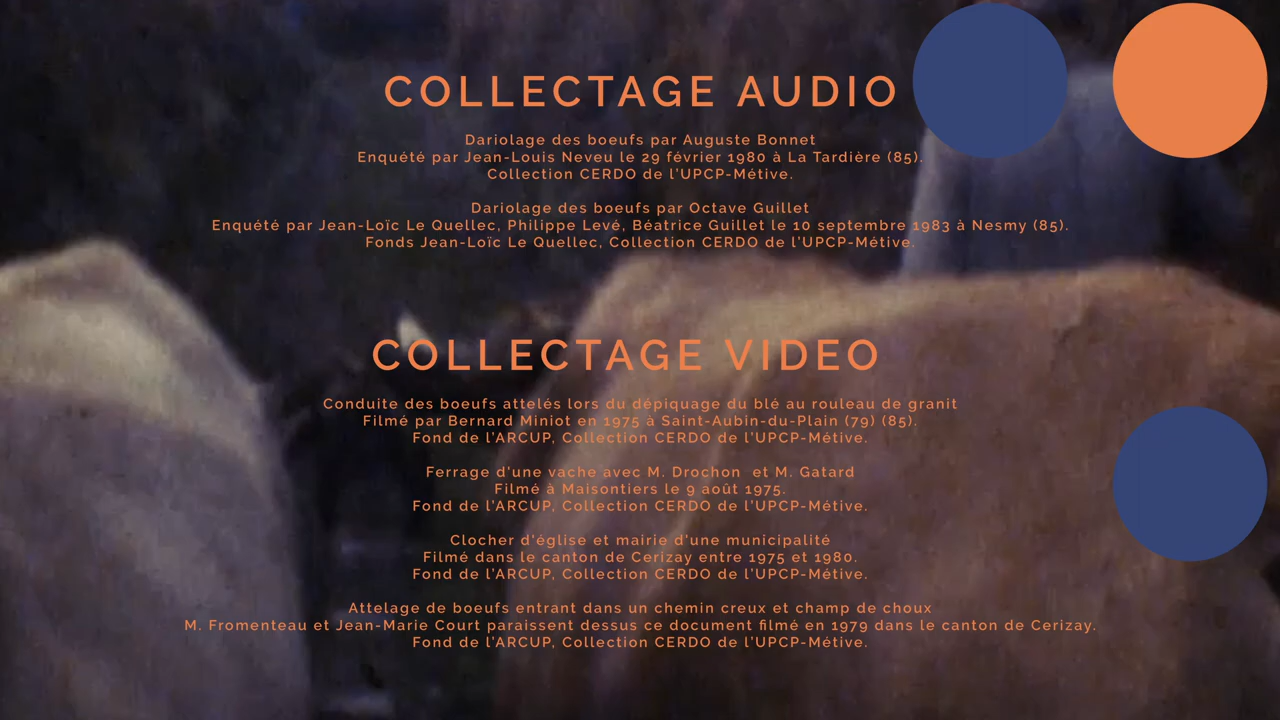 COLLECTAGE AUDIO
Dariolage des boeufs par Auguste Bonnet
Enquété par Jean-Louis Neveu le 29 février 1980 à La Tardière (85).
Collection CERDO de l'UPCP-Métive.
Dariolage des boeufs par Octave Guillet
Enquété par Jean-Loïc Le Quellec, Philippe Levé, Béatrice Guillet le 10 septembre 1983 à Nesmy (85).
Fonds Jean-Loïc Le Quellec, Collection CERDO de l'UPCP-Métive.
COLLECTAGE VIDEO
Conduite des boeufs attelés lors du dépiquage du blé au rouleau de granit
Filmé par Bernard Miniot en 1975 à Saint-Aubin-du-Plain (79) (85).
Fond de l'ARCUP, Collection CERDO de l'UPCP-Métive.
Ferrage d'une vache avec M. Drochon et M. Gatard
Filmé à Maisontiers le 9 août 1975.
Fond de l'ARCUP, Collection CERDO de l'UPCP-Métive.
Clocher d'église et mairie d'une municipalité
Filmé dans le canton de Cerizay entre 1975 et 1980.
Fond de l'ARCUP, Collection CERDO de l'UPCP-Métive.
Attelage de boeufs entrant dans un chemin creux et champ de choux
M. Fromenteau et Jean-Marie Court paraissent dessus ce document filmé en 1979 dans le canton de Cerizay.
Fond de l'ARCUP, Collection CERDO de l'UPCP-Métive.